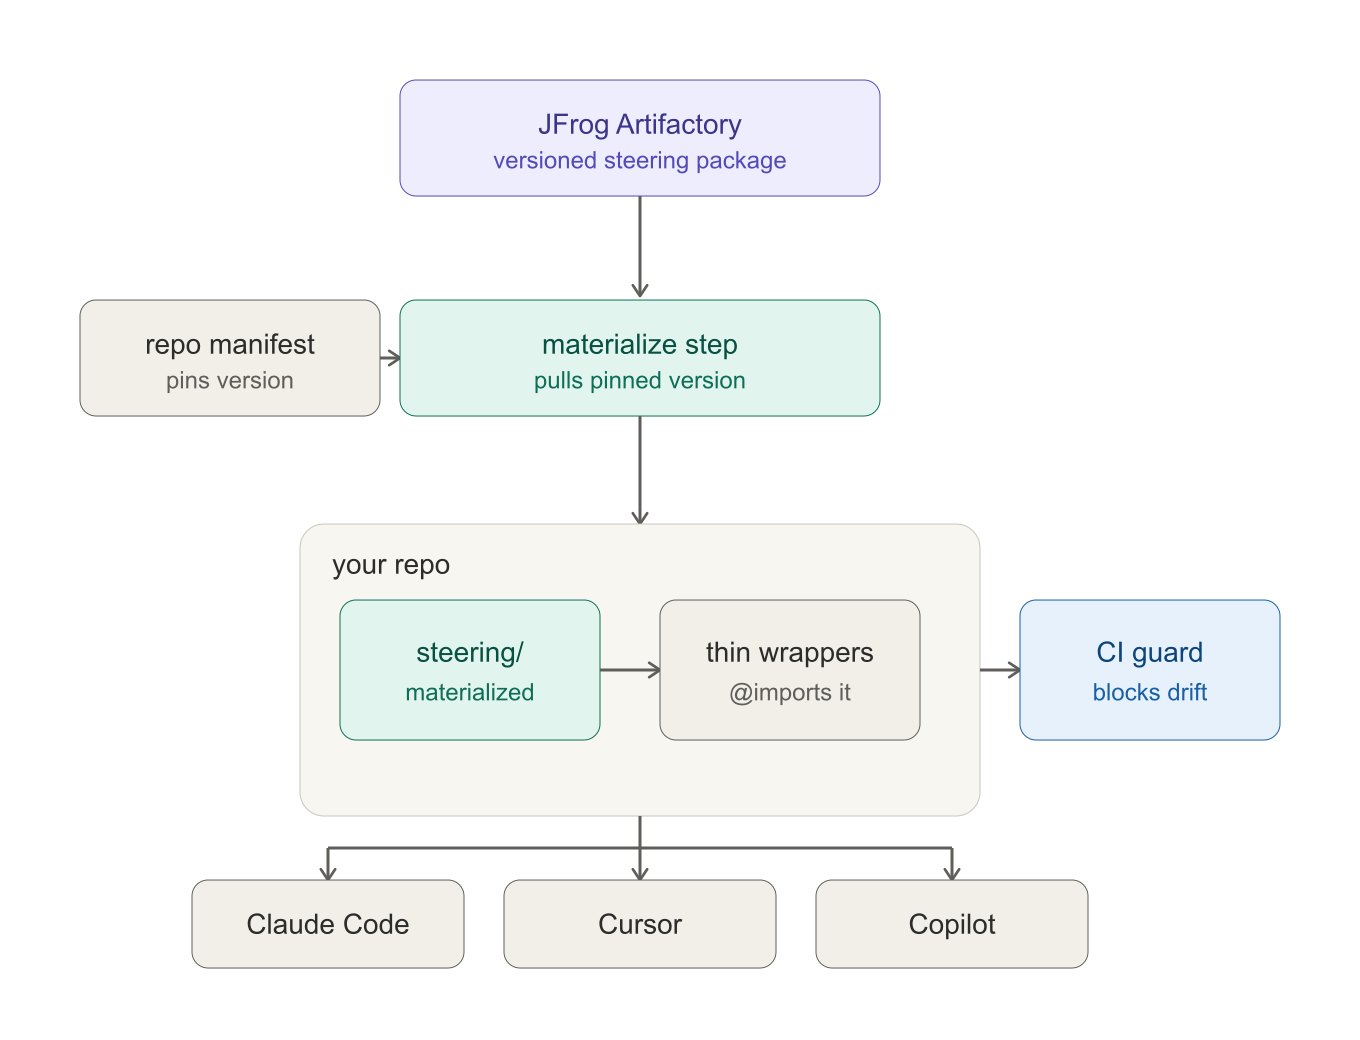 JFrog Artifactory
versioned steering package
repo manifest
pins version
materialize step
pulls pinned version
your repo
steering/
materialized
thin wrappers
@imports it
CI guard
blocks drift
Claude Code
Cursor
Copilot